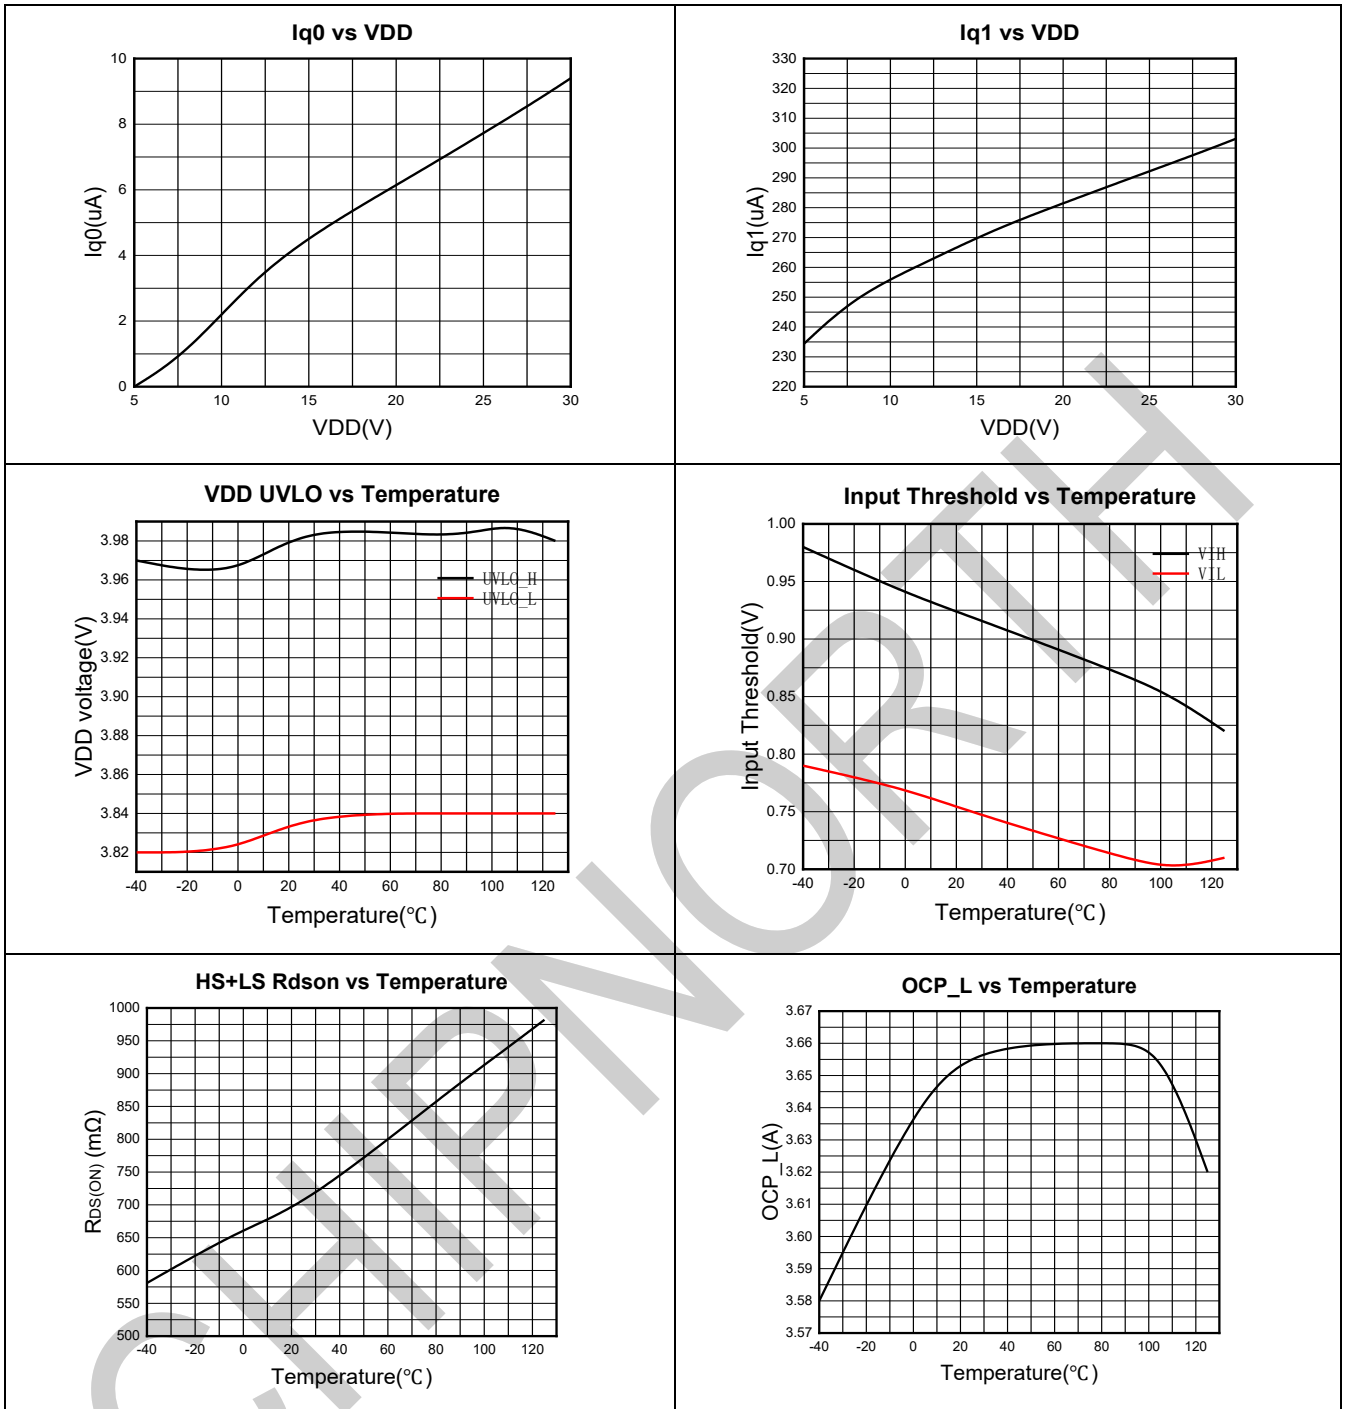 Iq0 vs VDD
10
8
6
4
2
0
5 10 15 20 25 30
Iq0(uA)
VDD(V)
Iq1 vs VDD
330
320
310
300
290
280
270
260
250
240
230
220
5 10 15 20 25 30
Iq1(uA)
VDD(V)
VDD UVLO vs Temperature
3.98
3.96
3.94
3.92
3.90
3.88
3.86
3.84
3.82
-40 -20 0 20 40 60 80 100 120
UVLO_H
UVLO_L
VDD voltage(V)
Temperature(℃)
Input Threshold vs Temperature
1.00
0.95
0.90
0.85
0.80
0.75
0.70
-40 -20 0 20 40 60 80 100 120
VIH
VIL
Input Threshold(V)
Temperature(℃)
HS+LS Rdson vs Temperature
1000
950
900
850
800
750
700
650
600
550
500
-40 -20 0 20 40 60 80 100 120
RDS(ON) (mΩ)
Temperature(℃)
OCP_L vs Temperature
3.67
3.66
3.65
3.64
3.63
3.62
3.61
3.60
3.59
3.58
3.57
-40 -20 0 20 40 60 80 100 120
OCP_L(A)
Temperature(℃)
CHIPNORTH